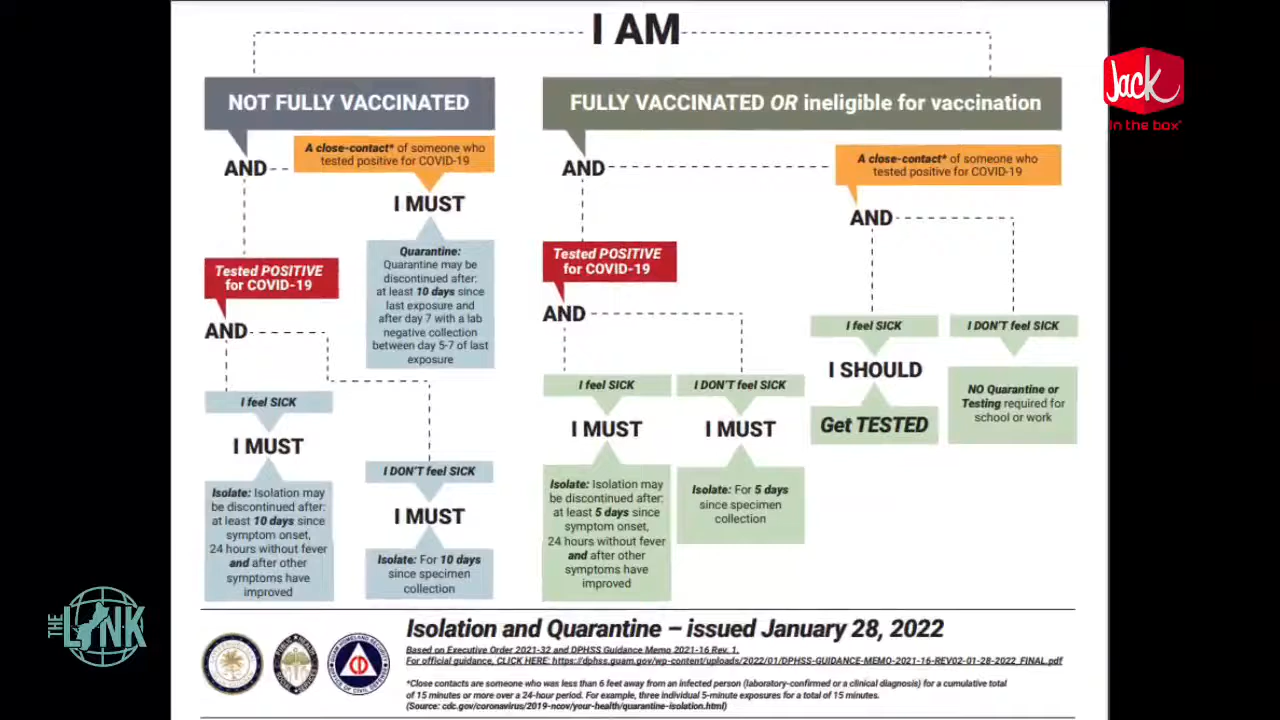 I AM
NOT FULLY VACCINATED
AND
A close-contact* of someone who
tested positive for COVID-19
I MUST
Quarantine:
Quarantine may be
discontinued after:
at least 10 days since
last exposure and
after day 7 with a lab
negative collection
between day 5-7 of last
exposure
Tested POSITIVE
for COVID-19
AND
I feel SICK
I MUST
Isolate: Isolation may
be discontinued after:
at least 10 days since
symptom onset,
24 hours without fever
and after other
symptoms have
improved
I DON'T feel SICK
I MUST
Isolate: For 10 days
since specimen
collection
FULLY VACCINATED OR ineligible for vaccination
AND
A close-contact* of someone who
tested positive for COVID-19
AND
Tested POSITIVE
for COVID-19
AND
I feel SICK
I MUST
Isolate: Isolation may
be discontinued after:
at least 5 days since
symptom onset,
24 hours without fever
and after other
symptoms have
improved
I DON'T feel SICK
I MUST
Isolate: For 5 days
since specimen
collection
I feel SICK
I SHOULD
Get TESTED
I DON'T feel SICK
NO Quarantine or
Testing required for
school or work
Isolation and Quarantine – issued January 28, 2022
Based on Executive Order 2021-32 and DPHSS Guidance Memo 2021-16 Rev. 1.
For official guidance, CLICK HERE: https://dphss.guam.gov/wp-content/uploads/2022/01/DPHSS-GUIDANCE-MEMO-2021-16-REV02-01-28-2022_FINAL.pdf
*Close contacts are someone who was less than 6 feet away from an infected person (laboratory-confirmed or a clinical diagnosis) for a cumulative total
of 15 minutes or more over a 24-hour period. For example, three individual 5-minute exposures for a total of 15 minutes.
(Source: cdc.gov/coronavirus/2019-ncov/your-health/quarantine-isolation.html)
Jack
in the box
THE LINK